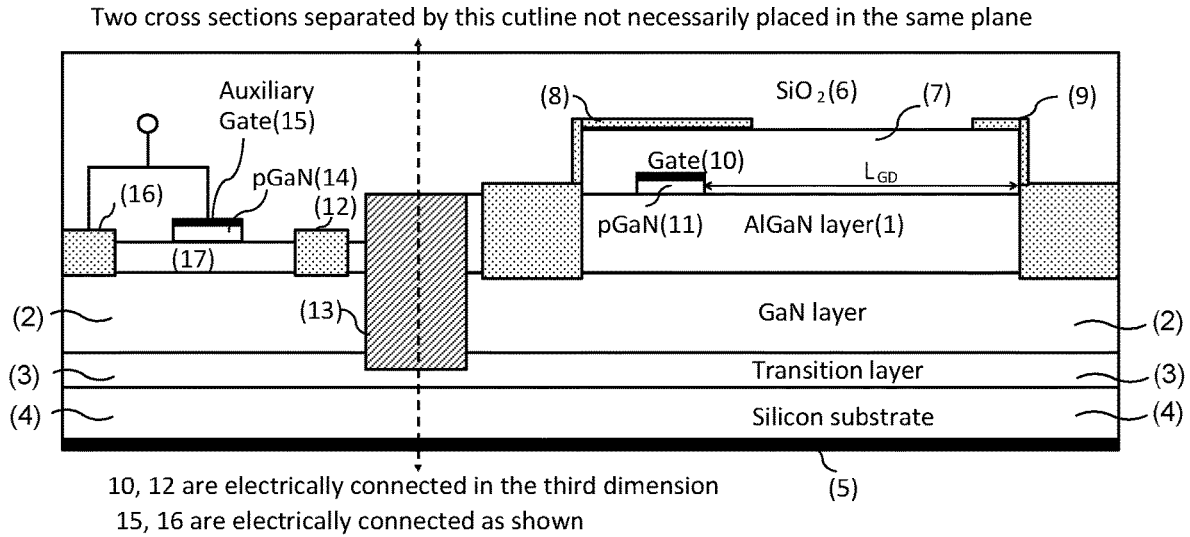 Two cross sections separated by this cutline not necessarily placed in the same plane
SiO2(6)
(7)
(8)
(9)
Auxiliary
Gate(15)
pGaN(14)
(16)
(12)
(17)
Gate(10)
LGD
pGaN(11)
AlGaN layer(1)
(13)
(2)
GaN layer
(2)
(3)
Transition layer
(3)
(4)
Silicon substrate
(4)
(5)
10, 12 are electrically connected in the third dimension
15, 16 are electrically connected as shown